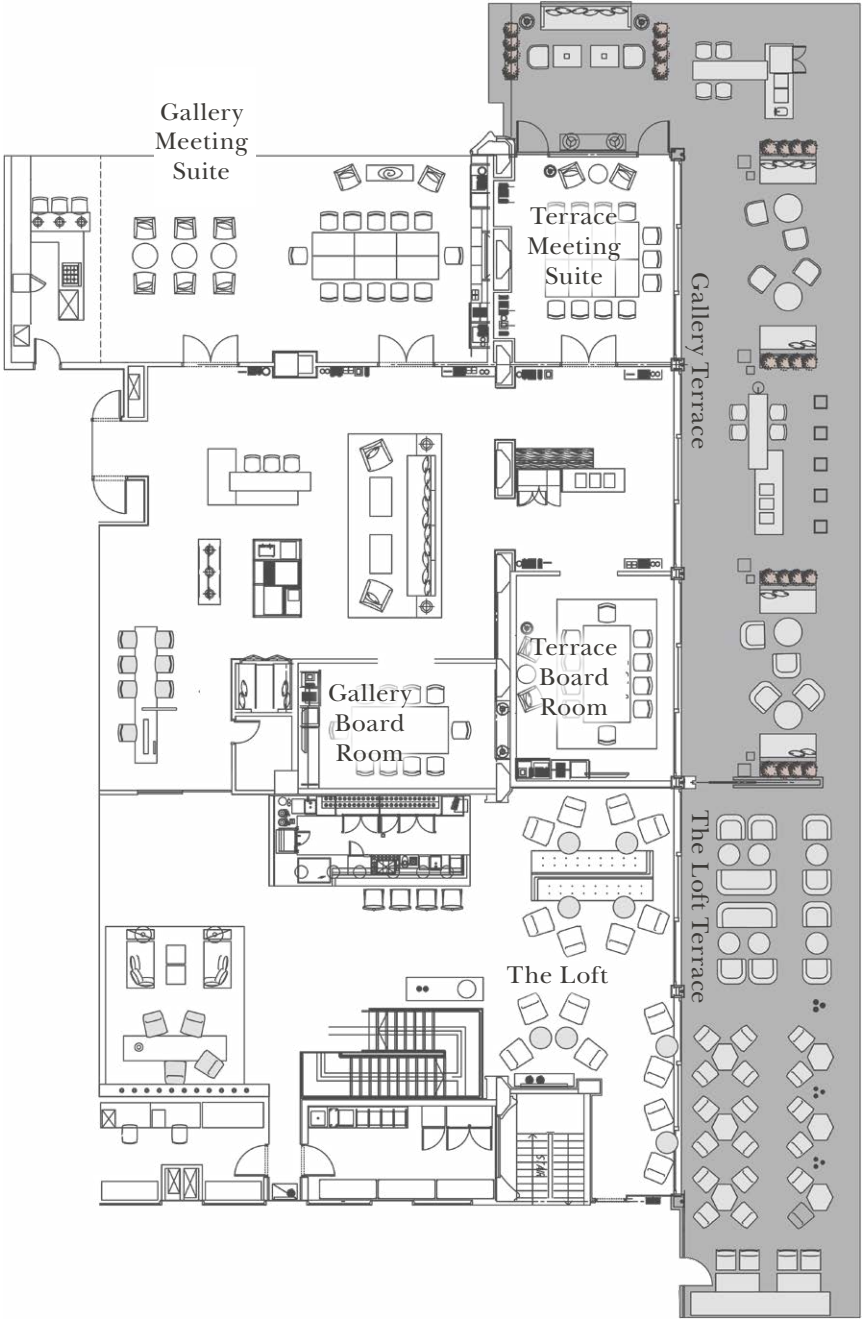 Gallery
Meeting
Suite
Terrace
Meeting
Suite
Gallery Terrace
Terrace
Board
Room
Gallery
Board
Room
The Loft Terrace
The Loft
STAIR